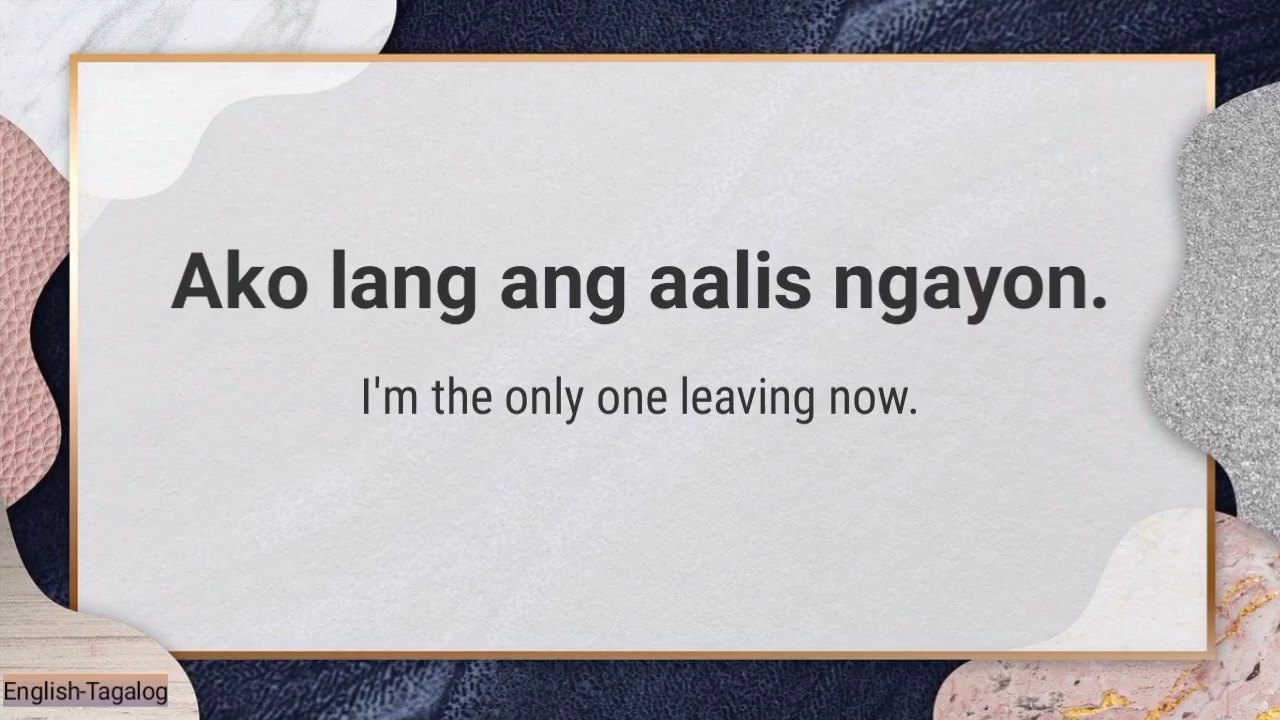 Ako lang ang aalis ngayon.
I'm the only one leaving now.
English-Tagalog